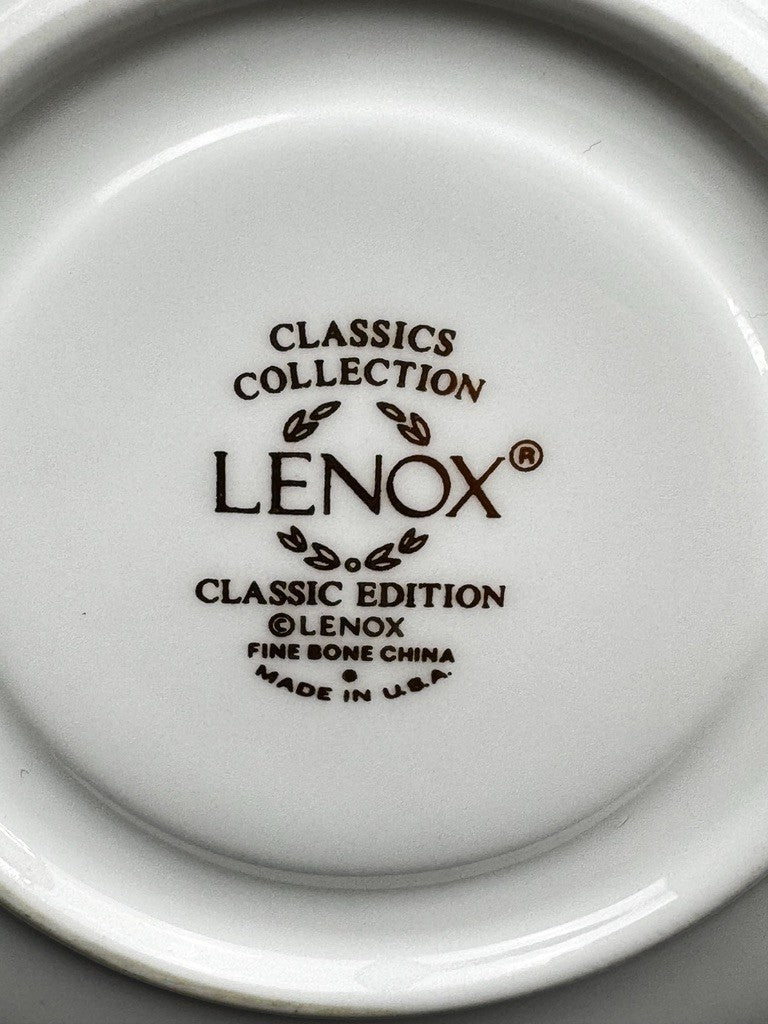 CLASSICS
COLLECTION
LENOX®
CLASSIC EDITION
©LENOX
FINE BONE CHINA
MADE IN U.S.A.